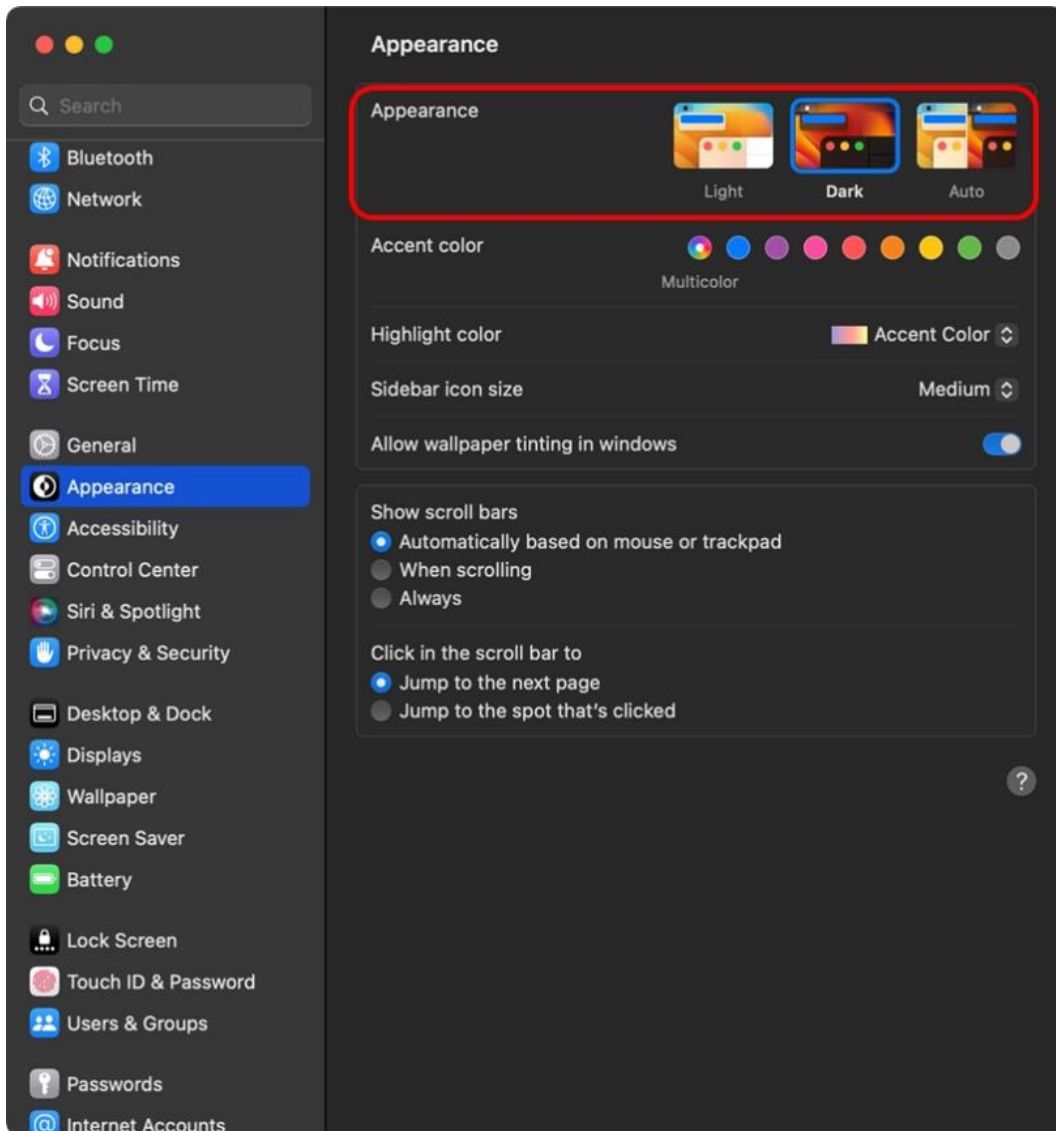 Search
Bluetooth
Network
Notifications
Sound
Focus
Screen Time
General
Appearance
Accessibility
Control Center
Siri & Spotlight
Privacy & Security
Desktop & Dock
Displays
Wallpaper
Screen Saver
Battery
Lock Screen
Touch ID & Password
Users & Groups
Passwords
Internet Accounts
Appearance
Appearance
Light Dark Auto
Accent color
Multicolor
Highlight color Accent Color
Sidebar icon size Medium
Allow wallpaper tinting in windows
Show scroll bars
Automatically based on mouse or trackpad
When scrolling
Always
Click in the scroll bar to
Jump to the next page
Jump to the spot that's clicked
?